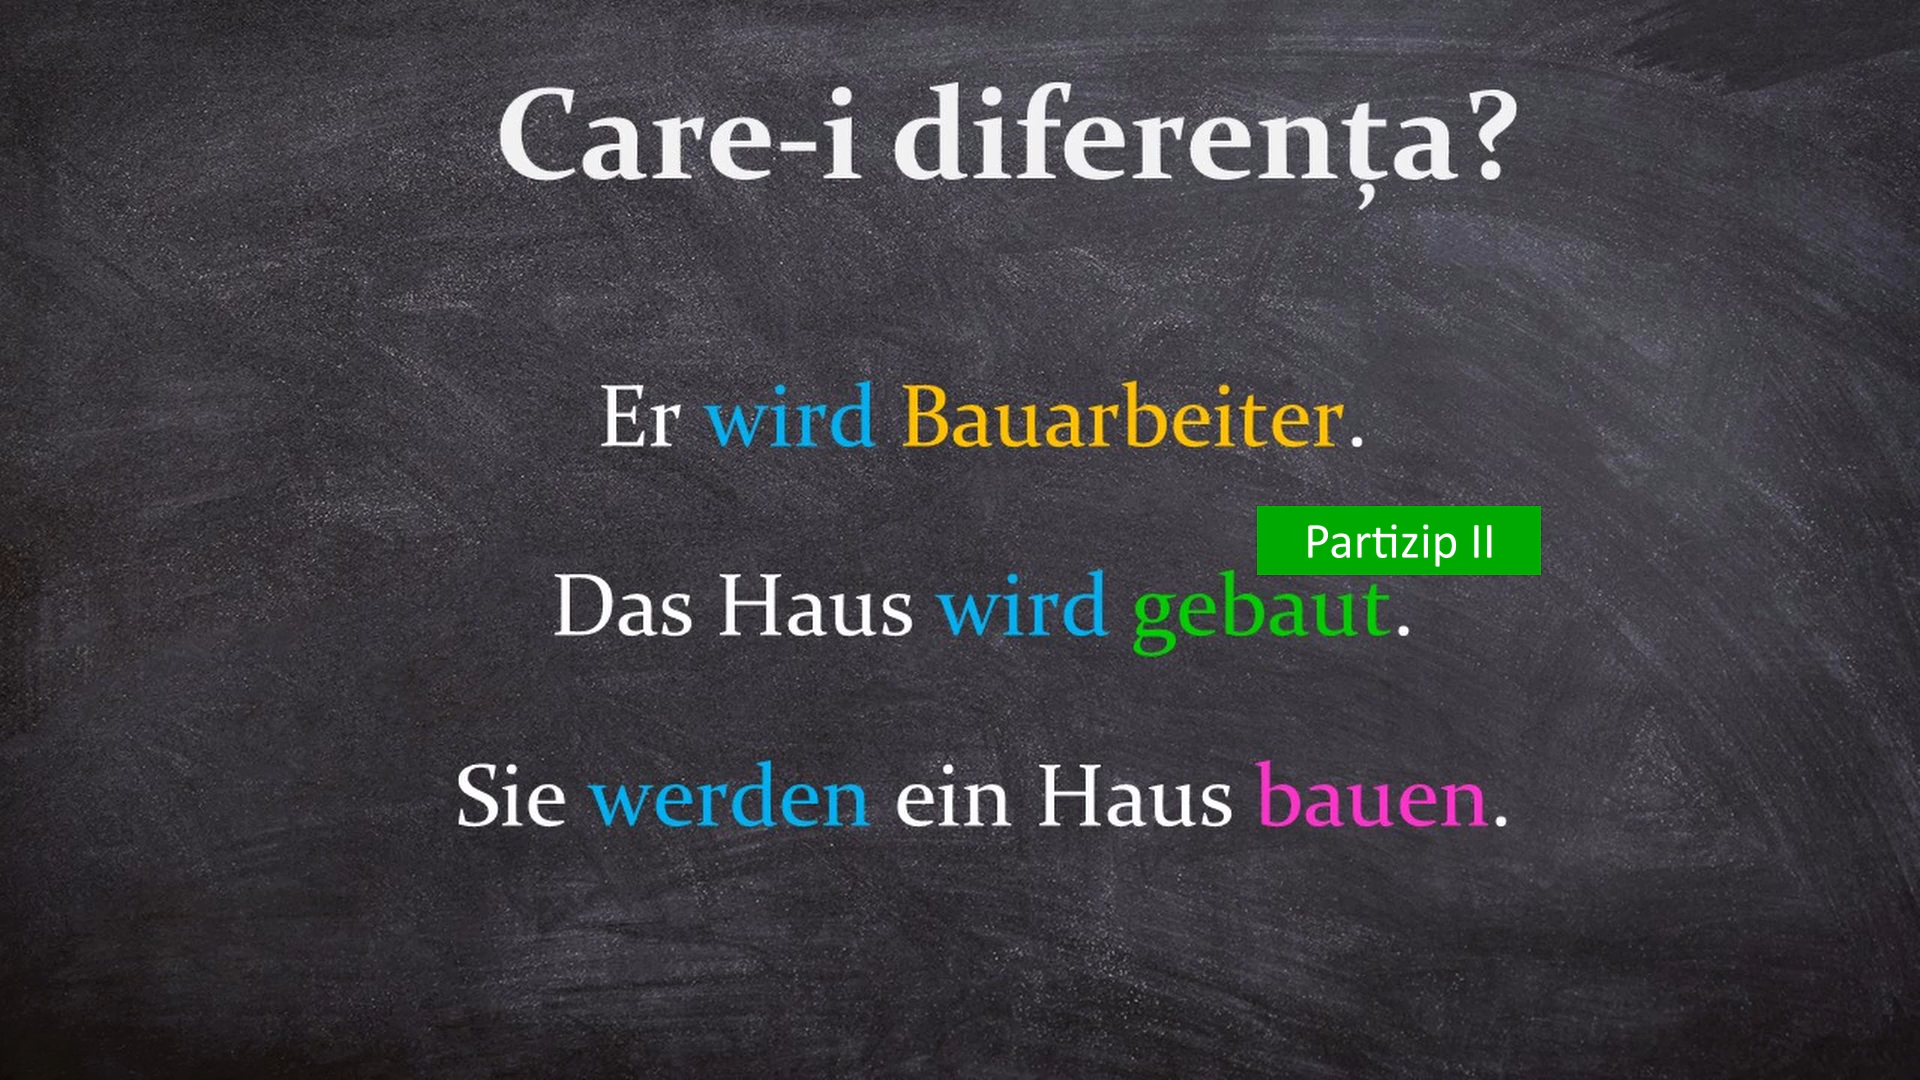 Care-i diferența?
Er wird Bauarbeiter.
Partizip II
Das Haus wird gebaut.
Sie werden ein Haus bauen.